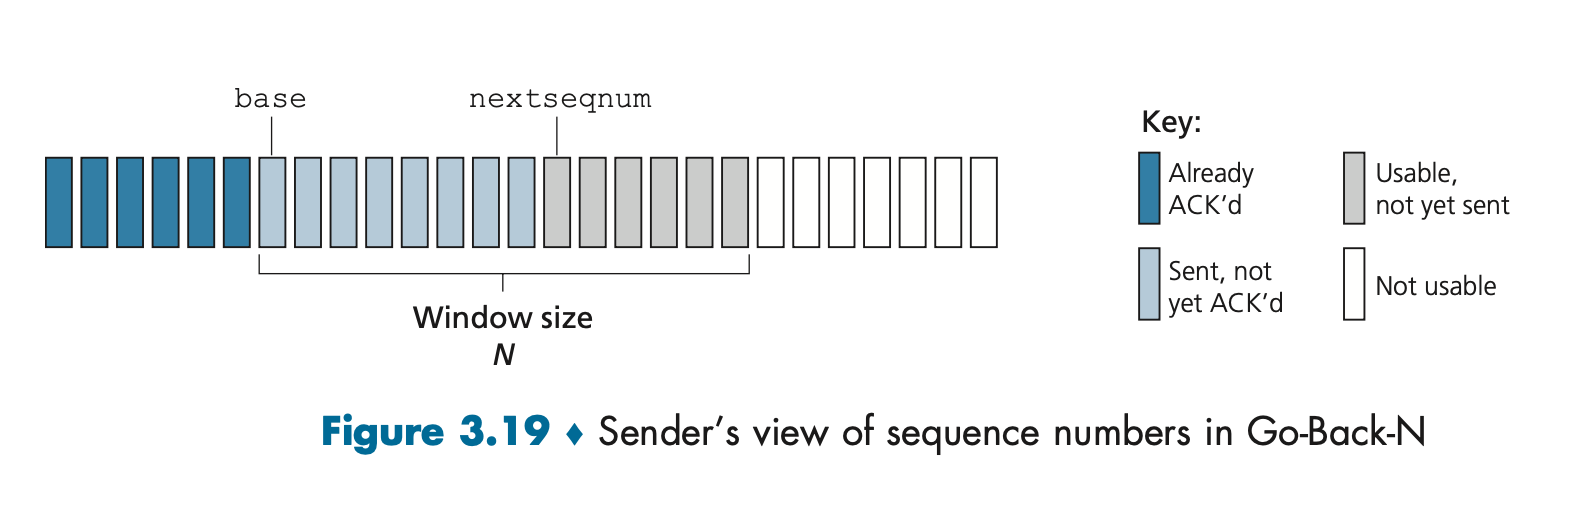 base
nextseqnum
Window size
N
Key:
Already
ACK’d
Sent, not
yet ACK’d
Usable,
not yet sent
Not usable
Figure 3.19 ♦ Sender’s view of sequence numbers in Go-Back-N